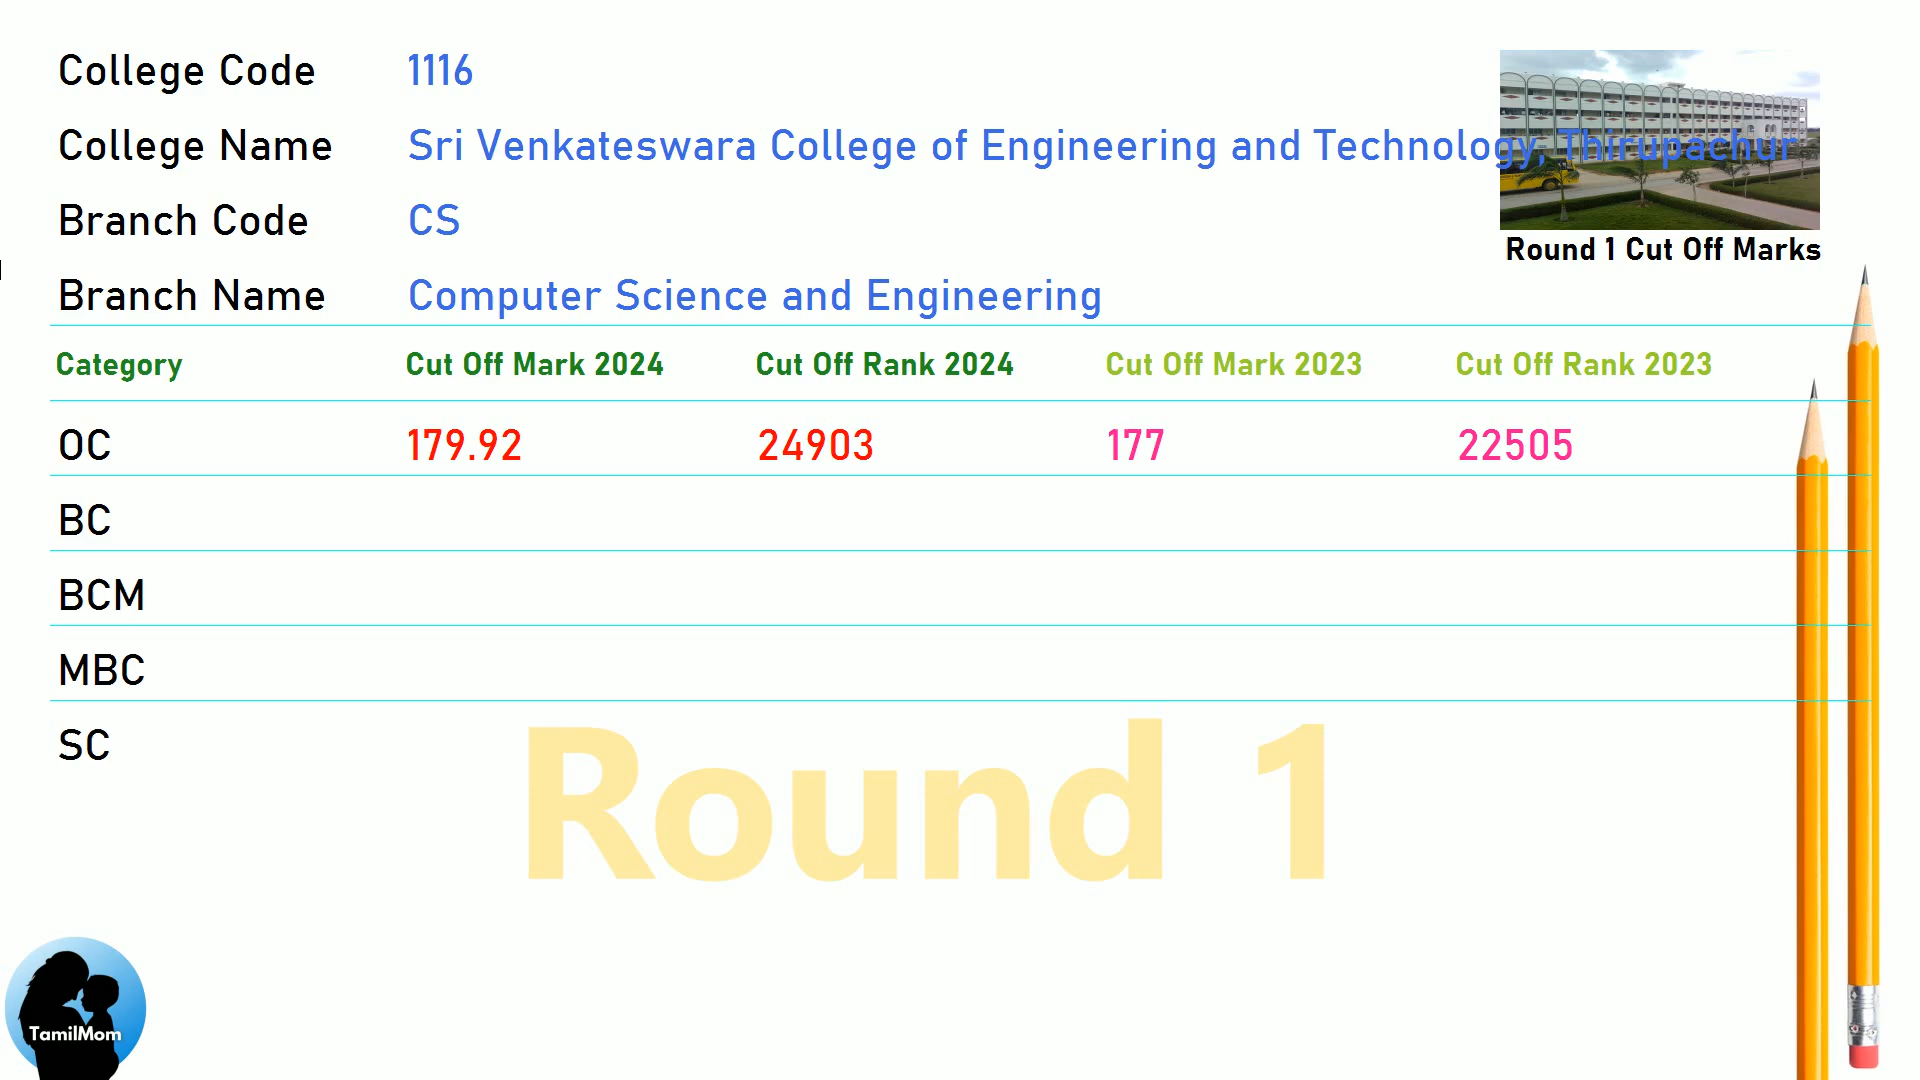 College Code 1116
College Name Sri Venkateswara College of Engineering and Technology, Thirupachur
Branch Code CS
Round 1 Cut Off Marks
Branch Name Computer Science and Engineering
Category Cut Off Mark 2024 Cut Off Rank 2024 Cut Off Mark 2023 Cut Off Rank 2023
OC 179.92 24903 177 22505
BC
BCM
MBC
SC
Round 1
TamilMom